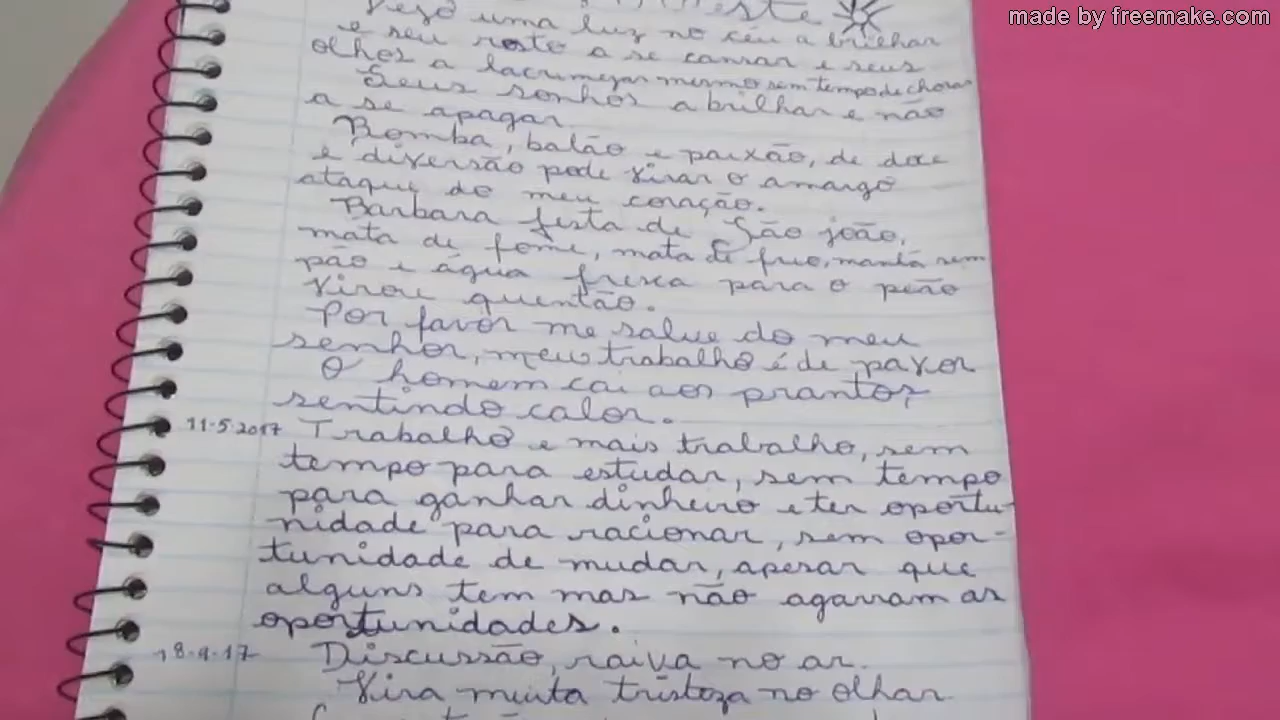 made by freemake.com
este
Vejo uma luz no céu a brilhar
e seu rosto a se cansar e seus
olhos a lacrimejar mesmo sem tempo de chorar
Seus sonhos a brilhar e não
a se apagar
Bomba, balão e paixão, de doce
e diversão pode virar o amargo
ataque do meu coração.
Barbara festa de São joão,
mata de fome, mata de frio, manhã sem
pão e água fresca para o peão
Virou quentão.
Por favor me salve do meu
senhor, meu trabalho é de pavor
O homem cai aos prantos
sentindo calor.
11-5-2017 Trabalho e mais trabalho, sem
tempo para estudar, sem tempo
para ganhar dinheiro e ter oportu-
nidade para racionar, sem opor-
tunidade de mudar, apesar que
alguns tem mas não agarram as
oportunidades.
18-9-17 Discussão, raiva no ar.
Vira muita tristeza no olhar